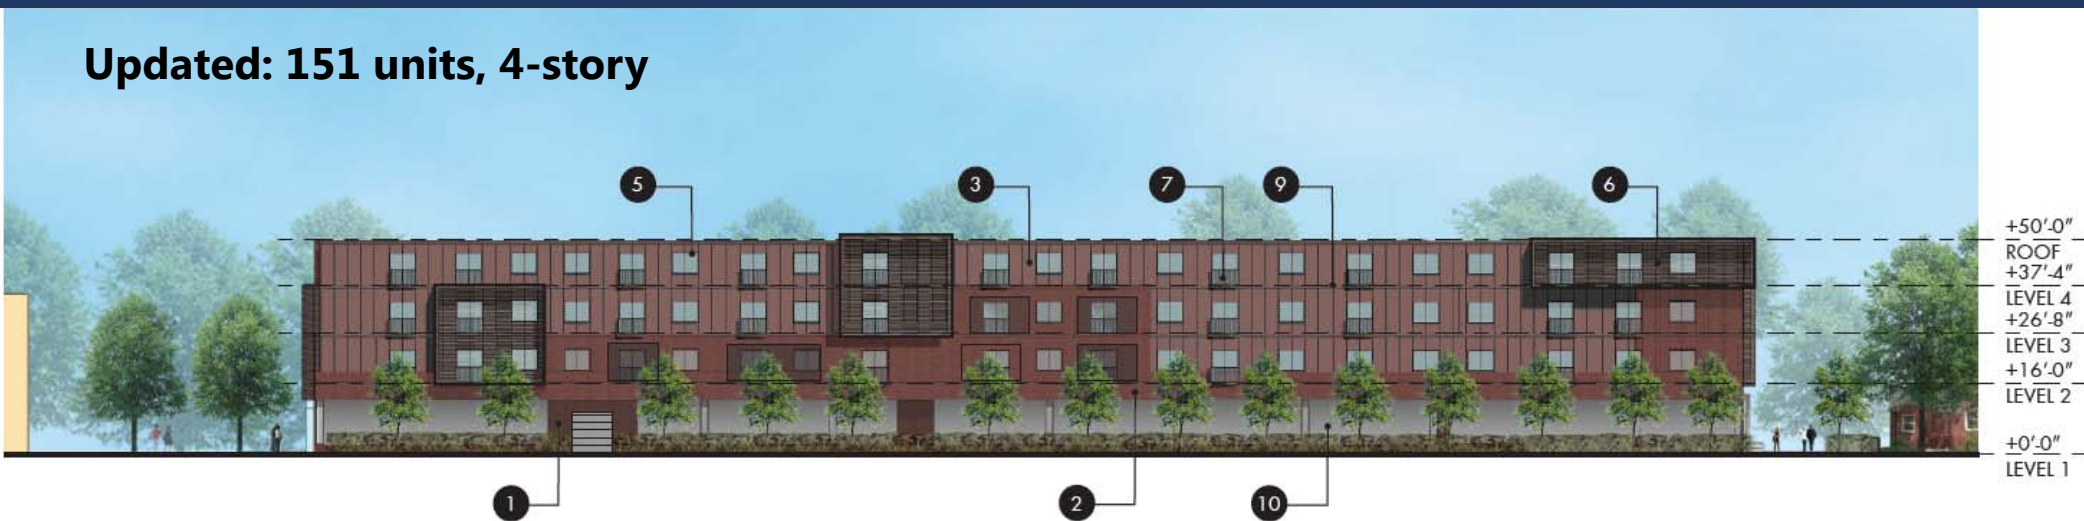 Updated: 151 units, 4-story
5
3
7
9
6
+50'-0"
ROOF
+37'-4"
LEVEL 4
+26'-8"
LEVEL 3
+16'-0"
LEVEL 2
+0'-0"
LEVEL 1
1
2
10